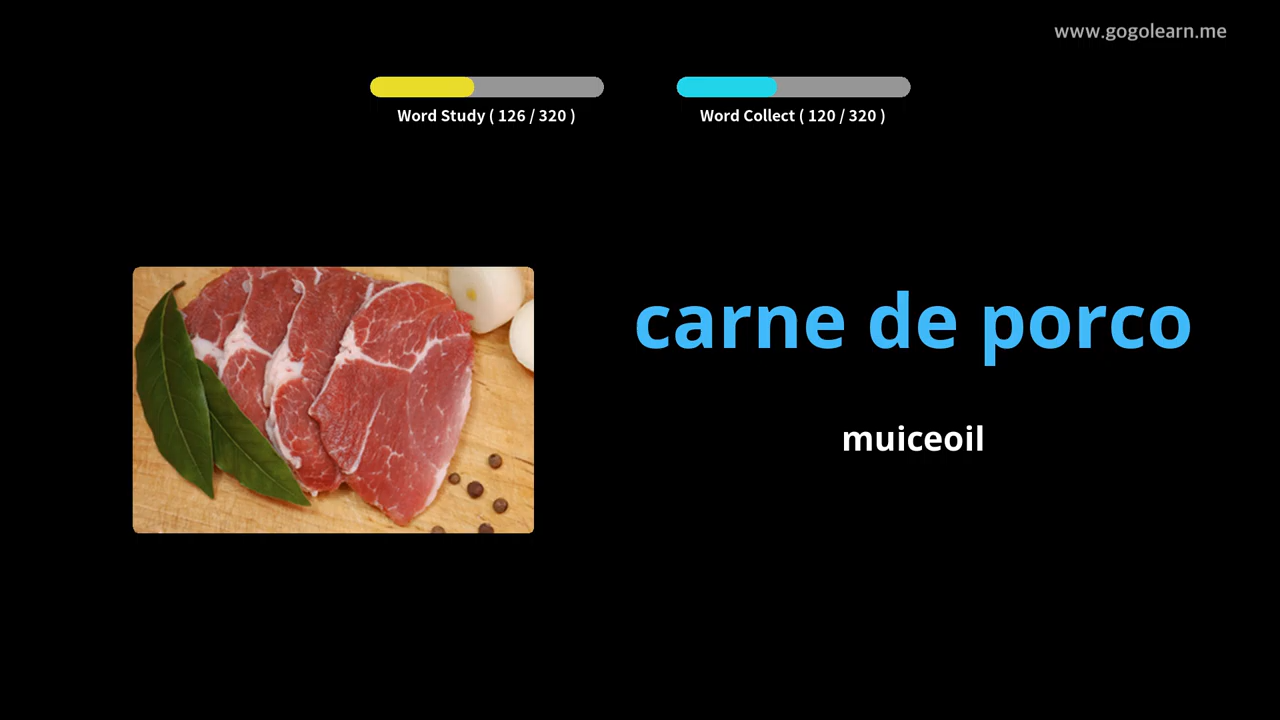 www.gogolearn.me
Word Study ( 126 / 320 )
Word Collect ( 120 / 320 )
carne de porco
muiceoil